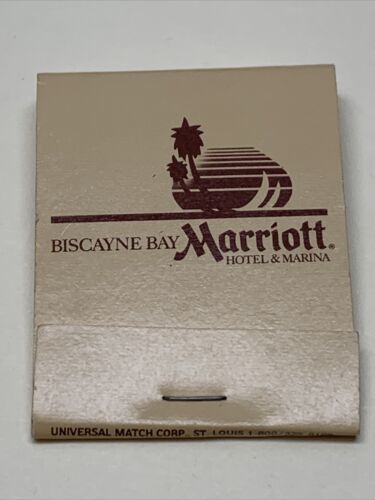 BISCAYNE BAY Marriott®
HOTEL & MARINA
UNIVERSAL MATCH CORP., ST. LOUIS